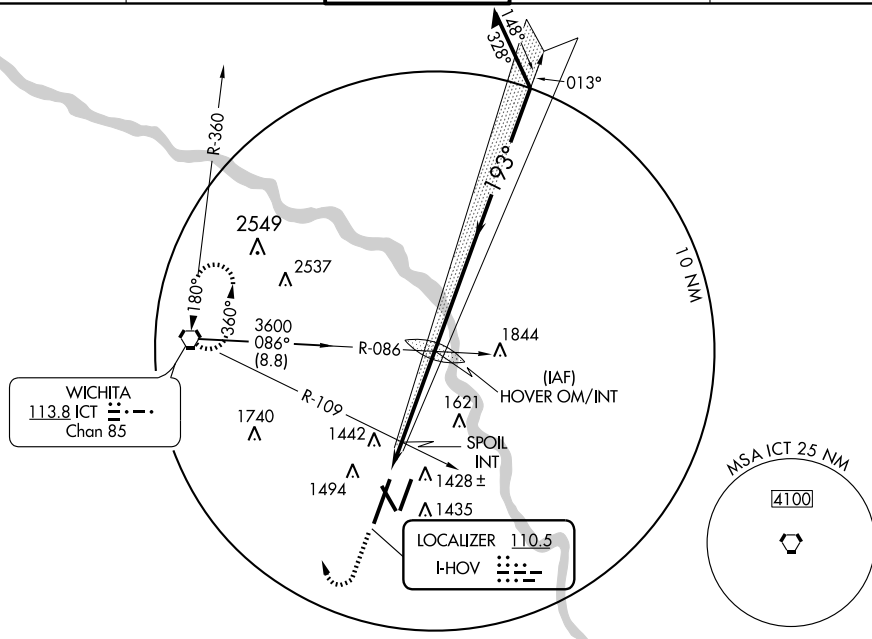 148°
328°
013°
R-360
193°
2549
2537
10 NM
180°
360°
3600
086°
(8.8)
R-086
1844
(IAF)
HOVER OM/INT
WICHITA
113.8 ICT
Chan 85
R-109
1740
1442
1621
SPOIL
INT
1494
1428 ±
1435
LOCALIZER 110.5
I-HOV
MSA ICT 25 NM
4100